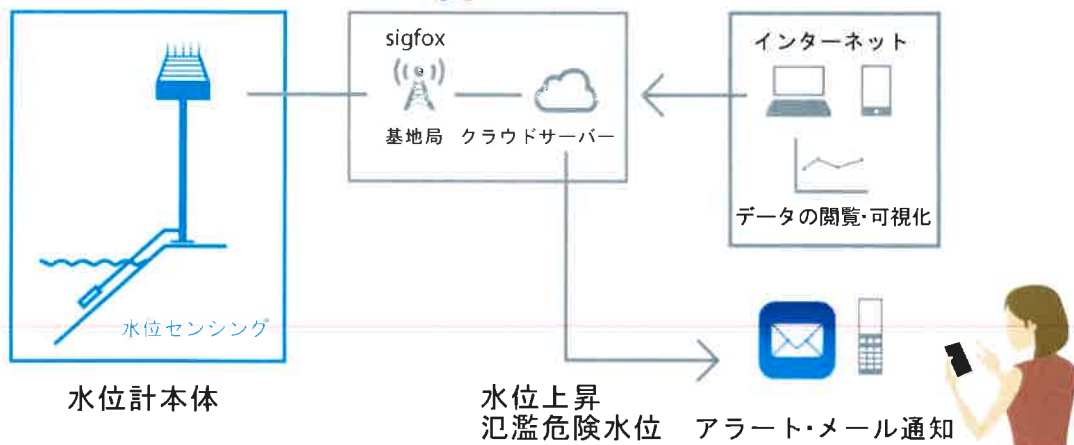 sigfox
基地局
クラウドサーバー
インターネット
データの閲覧・可視化
水位センシング
水位計本体
水位上昇
氾濫危険水位
アラート・メール通知